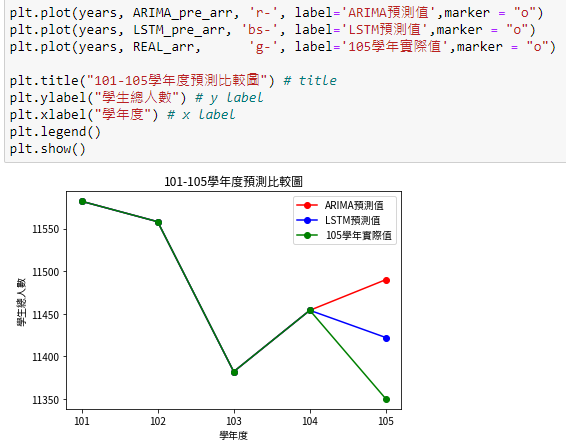 plt.plot(years, ARIMA_pre_arr, 'r-', label='ARIMA預測值',marker = "o")
plt.plot(years, LSTM_pre_arr, 'bs-', label='LSTM預測值',marker = "o")
plt.plot(years, REAL_arr, 'g-', label='105學年實際值',marker = "o")
plt.title("101-105學年度預測比較圖") # title
plt.ylabel("學生總人數") # y label
plt.xlabel("學年度") # x label
plt.legend()
plt.show()
101-105學年度預測比較圖
ARIMA預測值
LSTM預測值
105學年實際值
學生總人數
11550
11500
11450
11400
11350
101 102 103 104 105
學年度